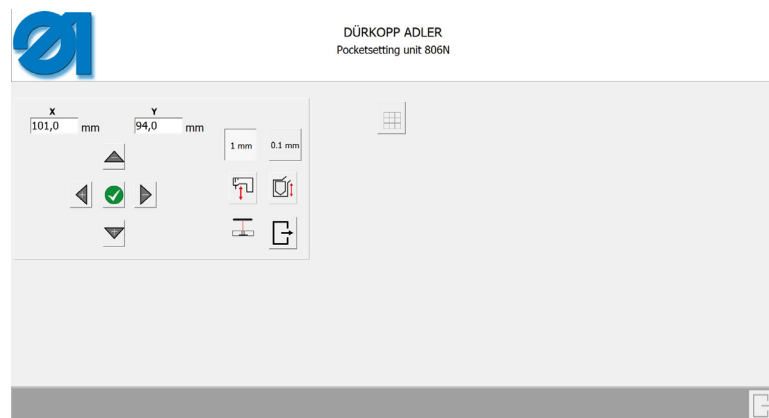 DÜRKOPP ADLER
Pocketsetting unit 806N
X Y
101,0 mm 94,0 mm
1 mm 0.1 mm